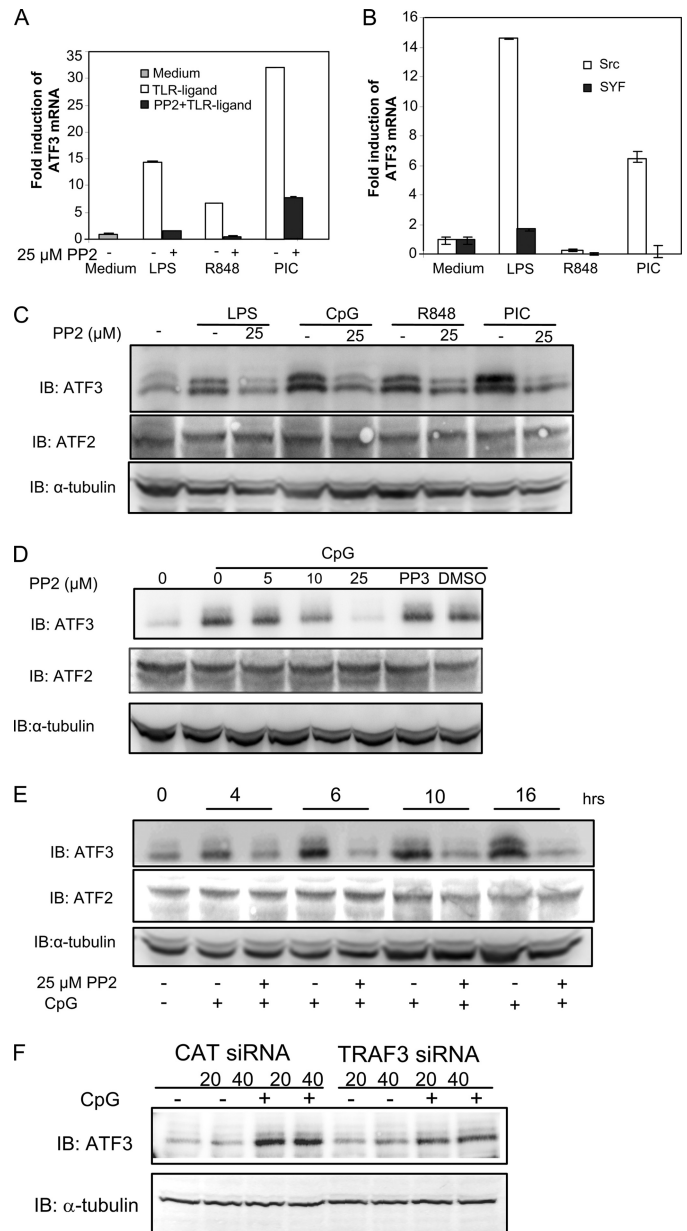 A
Fold induction of
ATF3 mRNA
40
35
30
25
20
15
10
5
0
Medium
TLR-ligand
PP2+TLR-ligand
25 µM PP2
- - + - + - +
Medium LPS R848 PIC
B
Fold induction of
ATF3 mRNA
16
14
12
10
8
6
4
2
0
Src
SYF
Medium LPS R848 PIC
C
LPS CpG R848 PIC
PP2 (µM) - - 25 - 25 - 25 - 25
IB: ATF3
IB: ATF2
IB: α-tubulin
D
CpG
PP2 (µM) 0 0 5 10 25 PP3 DMSO
IB: ATF3
IB: ATF2
IB:α-tubulin
E
0 4 6 10 16 hrs
IB: ATF3
IB: ATF2
IB:α-tubulin
25 µM PP2 - - + - + - + - +
CpG - + + + + + + + +
F
CAT siRNA TRAF3 siRNA
20 40 20 40 20 40 20 40
CpG - - + + - - + +
IB: ATF3
IB: α-tubulin